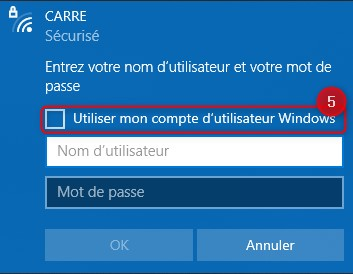 CARRE
Sécurisé
Entrez votre nom d'utilisateur et votre mot de
passe
5
Utiliser mon compte d'utilisateur Windows
Nom d'utilisateur
Mot de passe
OK
Annuler